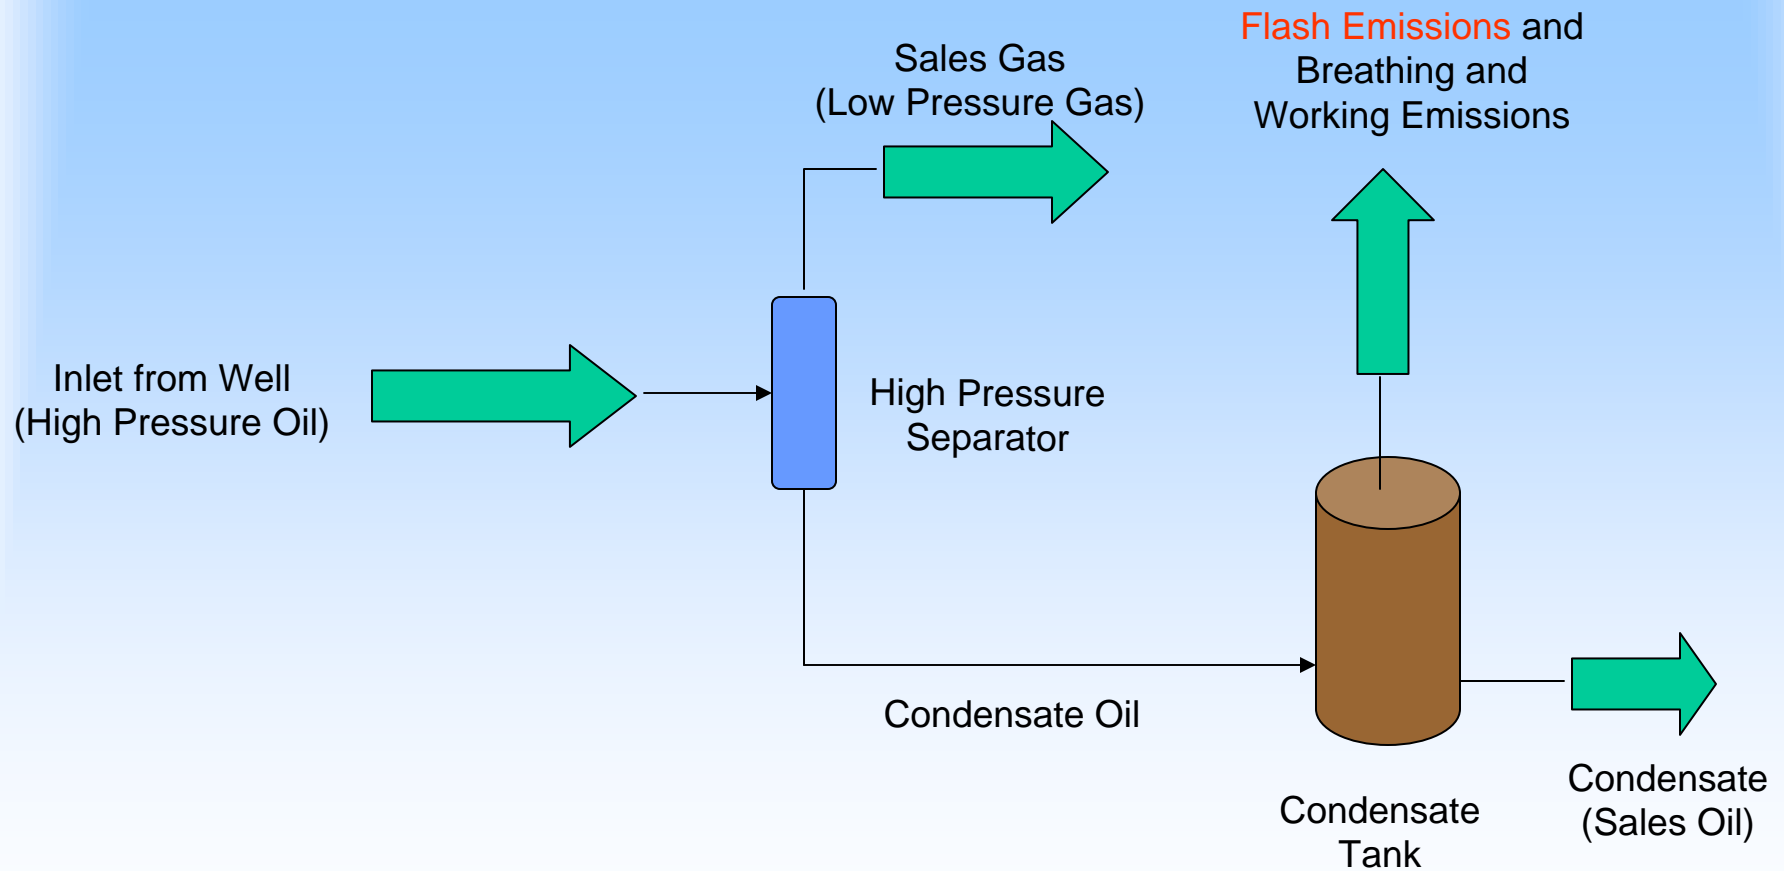 Flash Emissions and
Breathing and
Working Emissions
Sales Gas
(Low Pressure Gas)
Inlet from Well
(High Pressure Oil)
High Pressure
Separator
Condensate Oil
Condensate
Tank
Condensate
(Sales Oil)